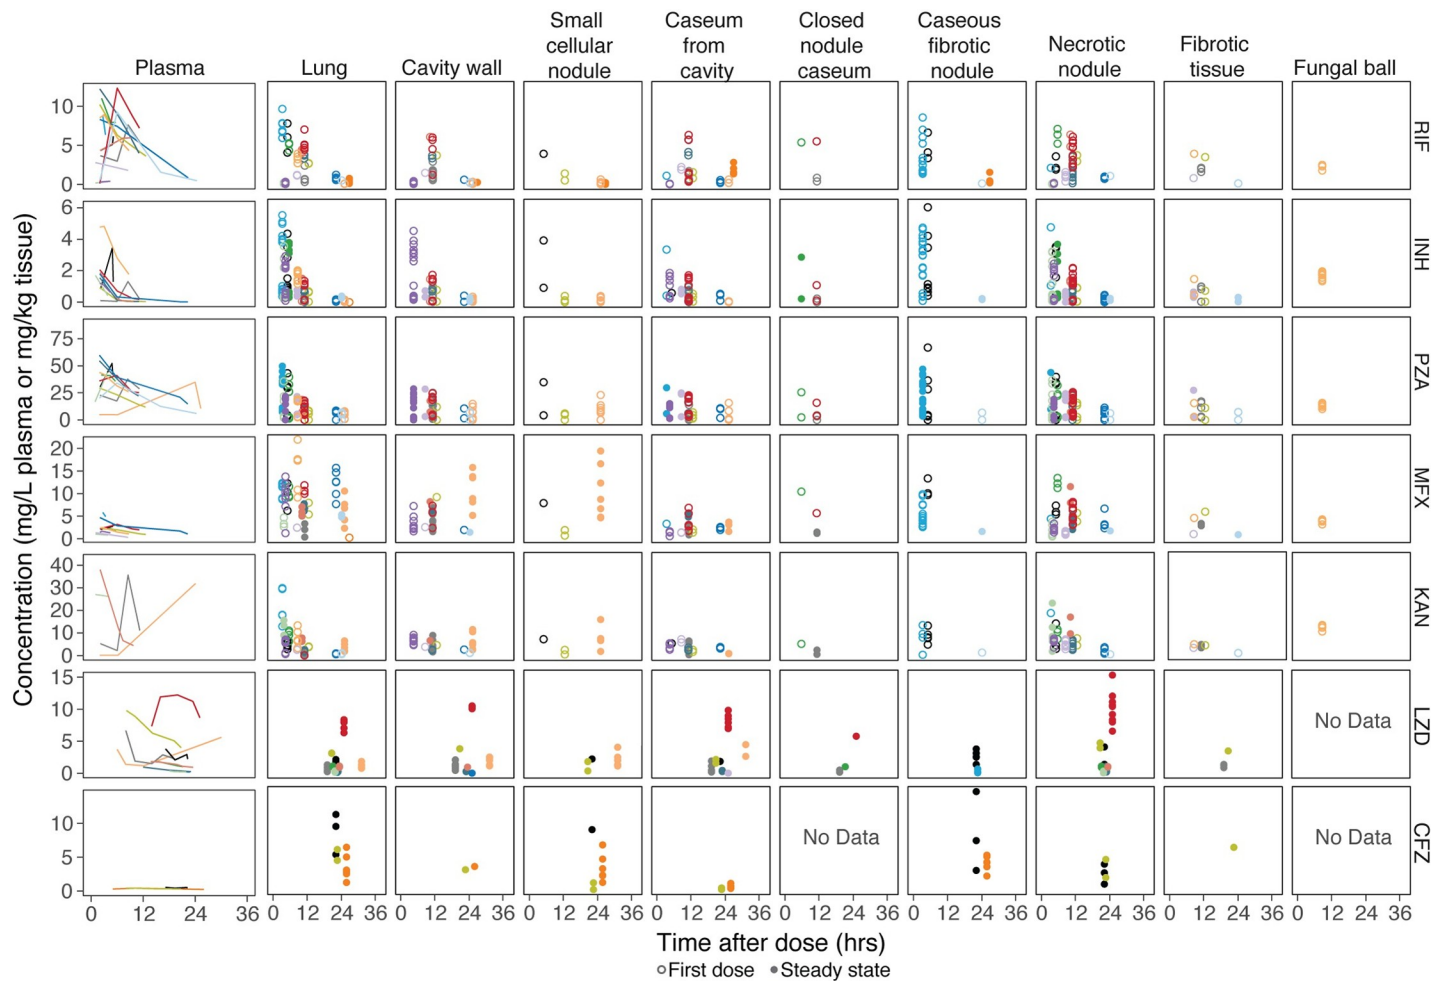 Small
cellular
nodule
Caseum
from
cavity
Closed
nodule
caseum
Caseous
fibrotic
nodule
Necrotic
nodule
Fibrotic
tissue
Plasma
Lung
Cavity wall
Fungal ball
Concentration (mg/L plasma or mg/kg tissue)
10
5
0
RIF
6
4
2
0
INH
75
50
25
0
PZA
20
15
10
5
0
MFX
40
30
20
10
0
KAN
15
10
5
0
No Data
LZD
10
5
0
No Data
No Data
CFZ
0 12 24 36
0 12 24 36
0 12 24 36
0 12 24 36
0 12 24 36
0 12 24 36
0 12 24 36
0 12 24 36
0 12 24 36
0 12 24 36
Time after dose (hrs)
First dose Steady state